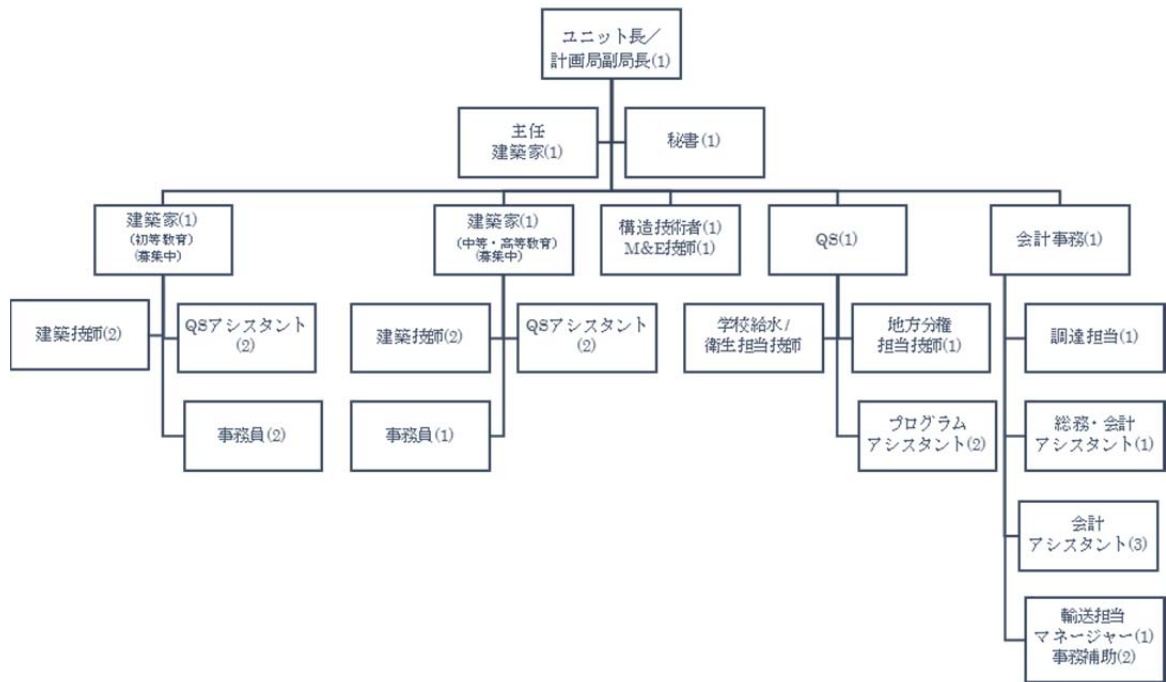 ユニット長／
計画局副局長(1)
主任
建築家(1)
秘書(1)
建築家(1)
(初等教育)
(募集中)
建築家(1)
(中等・高等教育)
(募集中)
構造技術者(1)
M&E技師(1)
QS(1)
会計事務(1)
建築技師(2)
QSアシスタント
(2)
建築技師(2)
QSアシスタント
(2)
学校給水/
衛生担当技師
地方分権
担当技師(1)
調達担当(1)
事務員(2)
事務員(1)
プログラム
アシスタント(2)
総務・会計
アシスタント(1)
会計
アシスタント(3)
輸送担当
マネージャー(1)
事務補助(2)